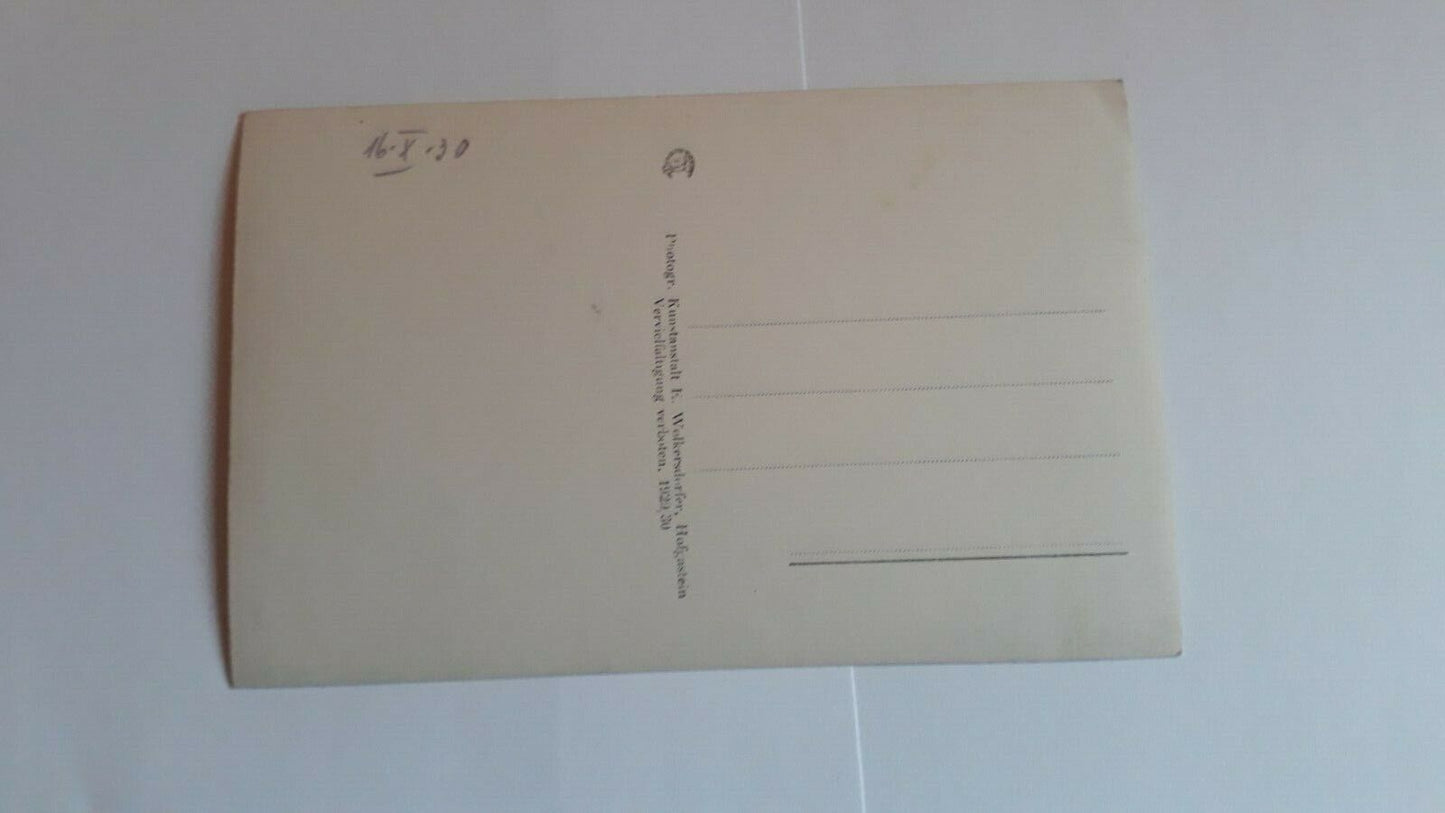 16·X·30
Photogr. Kunstanstalt K. Wolkersdorfer, Hofgastein
Vervielfältigung verboten. 1929/30